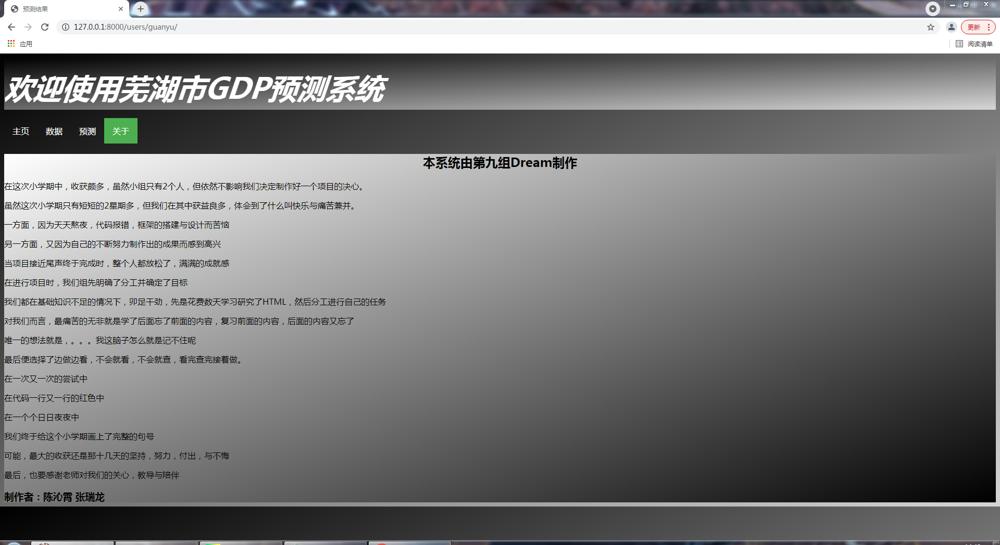 预测结果
127.0.0.1:8000/users/guanyu/
更新
应用
阅读清单
欢迎使用芜湖市GDP预测系统
主页 数据 预测 关于
本系统由第九组Dream制作
在这次小学期中，收获颇多，虽然小组只有2个人，但依然不影响我们决定制作好一个项目的决心。
虽然这次小学期只有短短的2星期多，但我们在其中获益良多，体会到了什么叫快乐与痛苦兼并。
一方面，因为天天熬夜，代码报错，框架的搭建与设计而苦恼
另一方面，又因为自己的不断努力制作出的成果而感到高兴
当项目接近尾声终于完成时，整个人都放松了，满满的成就感
在进行项目时，我们组先明确了分工并确定了目标
我们都在基础知识不足的情况下，卯足干劲，先是花费数天学习研究了HTML，然后分工进行自己的任务
对我们而言，最痛苦的无非就是学了后面忘了前面的内容，复习前面的内容，后面的内容又忘了
唯一的想法就是，。。。我这脑子怎么就是记不住呢
最后便选择了边做边看，不会就看，不会就查，看完查完接着做。
在一次又一次的尝试中
在代码一行又一行的红色中
在一个个日日夜夜中
我们终于给这个小学期画上了完整的句号
可能，最大的收获还是那十几天的坚持，努力，付出，与不悔
最后，也要感谢老师对我们的关心，教导与陪伴
制作者：陈沁霄 张瑞龙